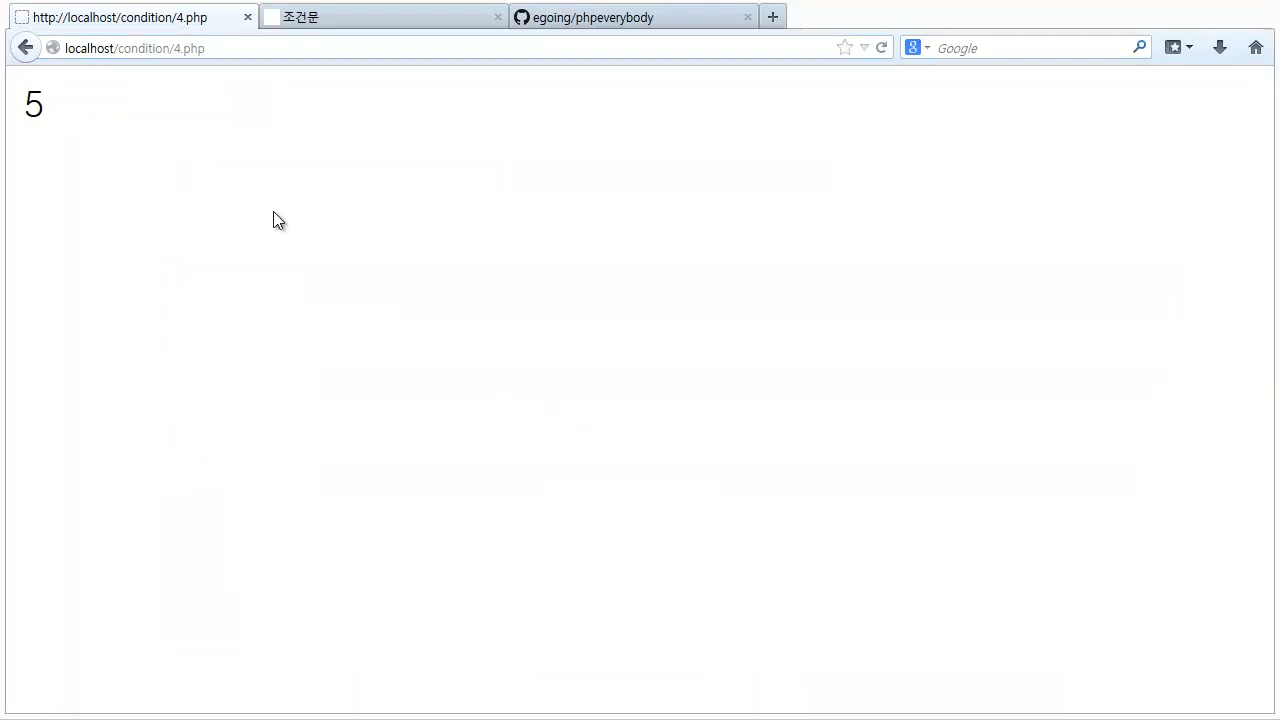 http://localhost/condition/4.php
조건문
egoing/phpeverybody
localhost/condition/4.php
Google
5